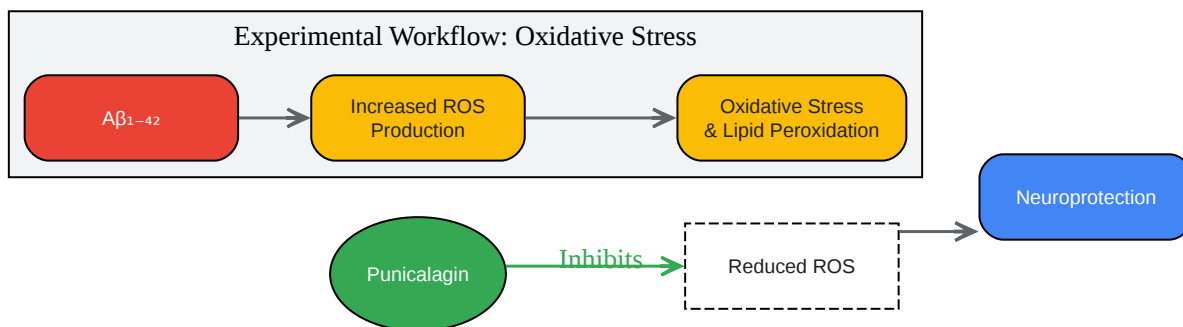 Experimental Workflow: Oxidative Stress
Aβ₁₋₄₂
Increased ROS
Production
Oxidative Stress
& Lipid Peroxidation
Neuroprotection
Punicalagin
Inhibits
Reduced ROS